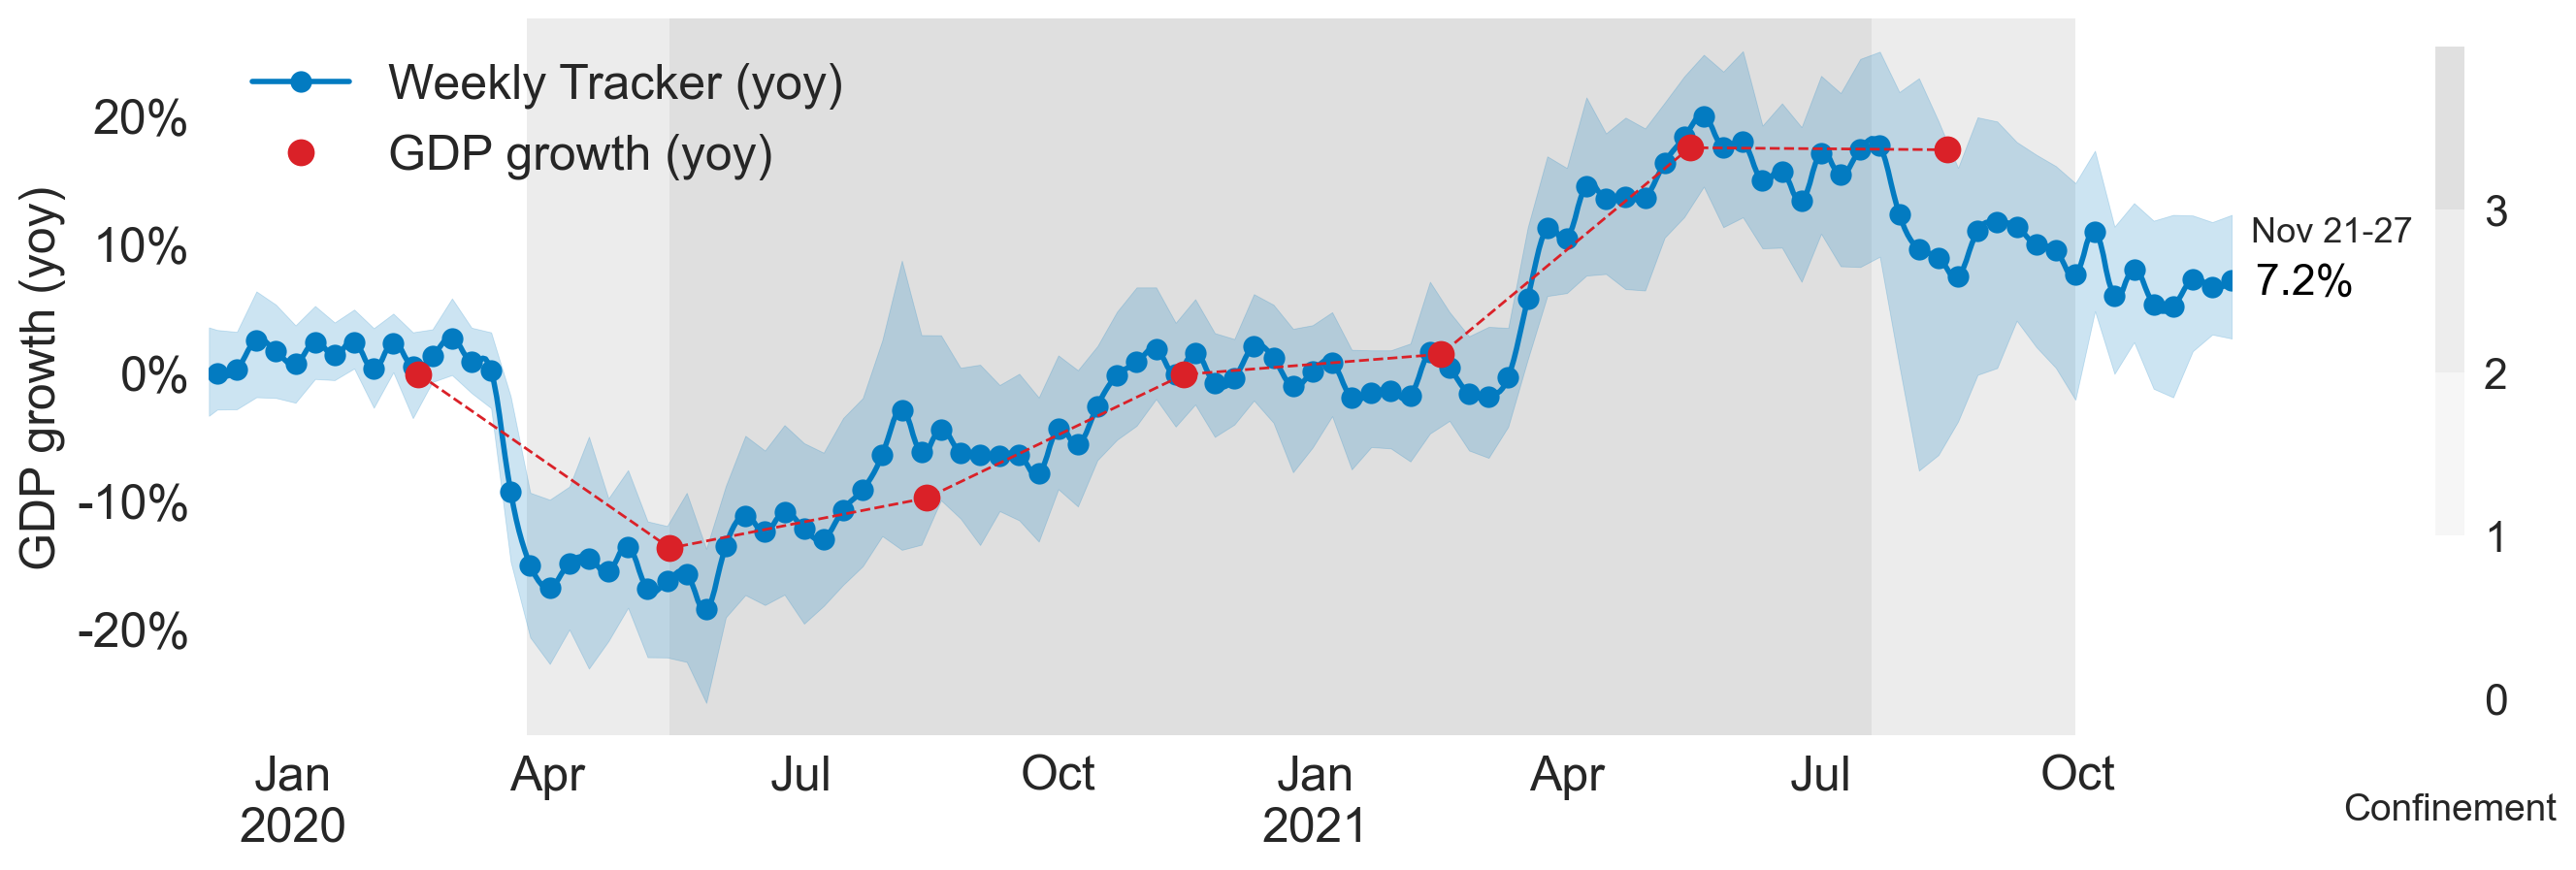 Weekly Tracker (yoy)
GDP growth (yoy)
GDP growth (yoy)
20%
10%
0%
-10%
-20%
Jan
2020
Apr
Jul
Oct
Jan
2021
Apr
Jul
Oct
Nov 21-27
7.2%
3
2
1
0
Confinement